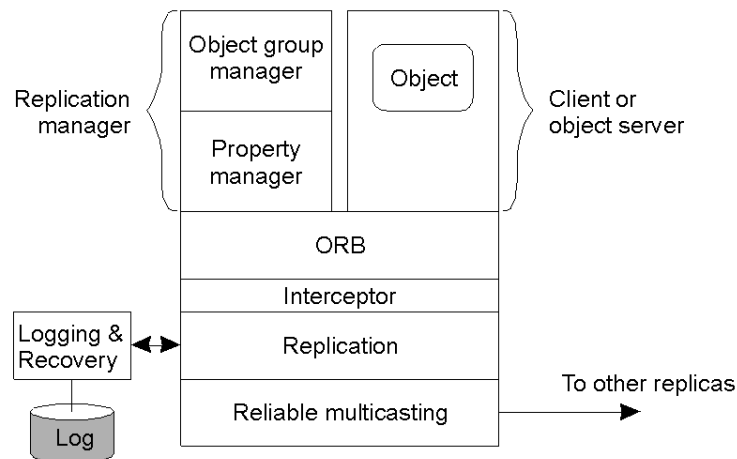 Object group
manager
Object
Replication
manager
Client or
object server
Property
manager
ORB
Interceptor
Logging &
Recovery
Replication
To other replicas
Reliable multicasting
Log